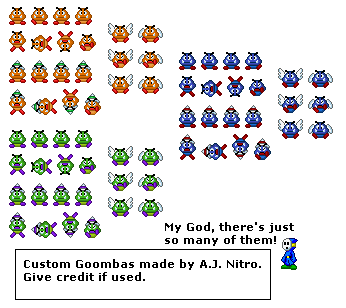 My God, there's just
so many of them!
Custom Goombas made by A.J. Nitro.
Give credit if used.